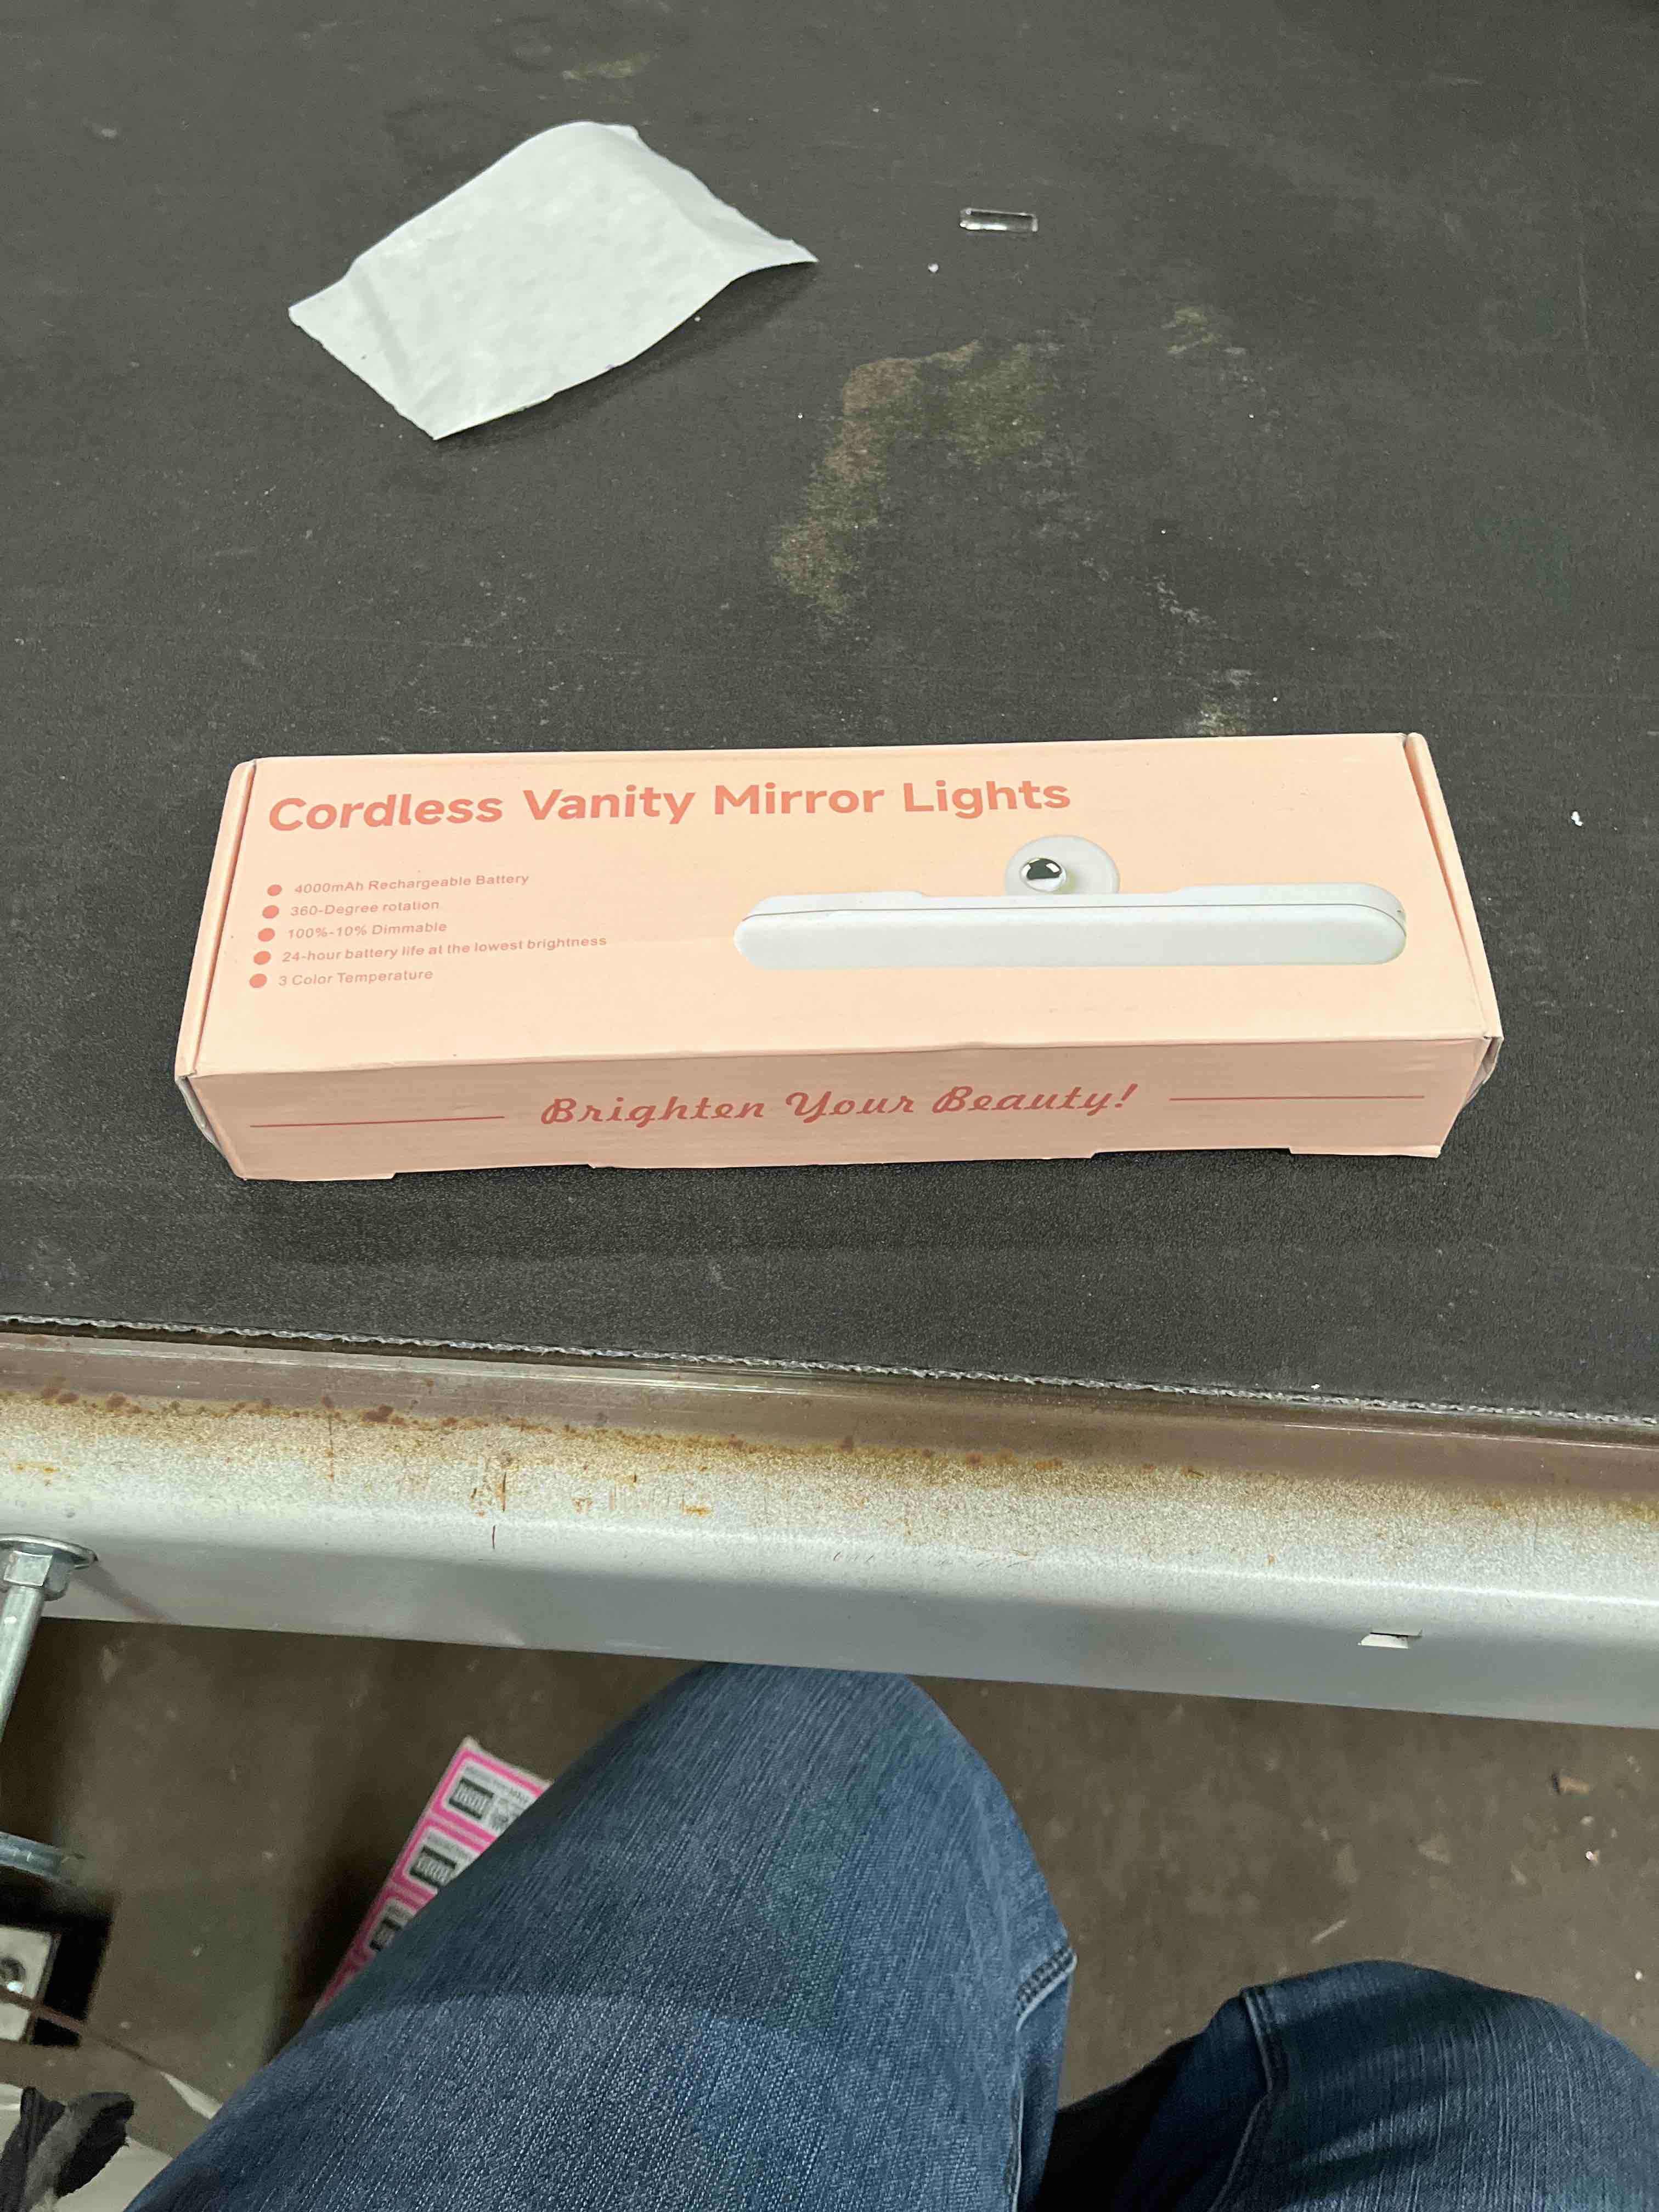 Cordless Vanity Mirror Lights
4000mAh Rechargeable Battery
360-Degree rotation
100%-10% Dimmable
24-hour battery life at the lowest brightness
3 Color Temperature
Brighten Your Beauty!